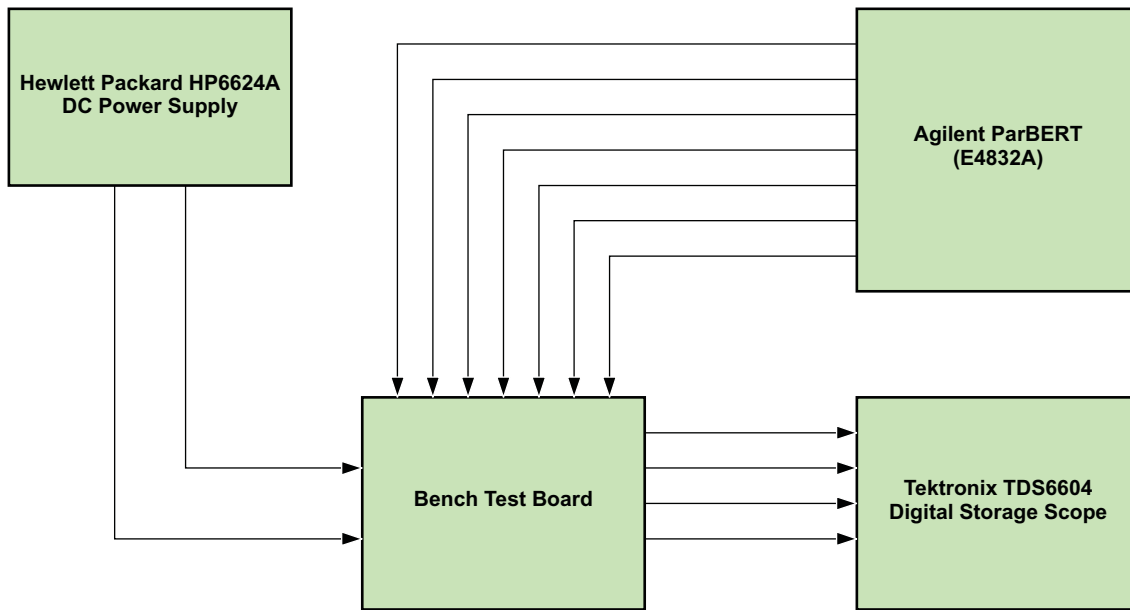 Hewlett Packard HP6624A
DC Power Supply
Agilent ParBERT
(E4832A)
Bench Test Board
Tektronix TDS6604
Digital Storage Scope